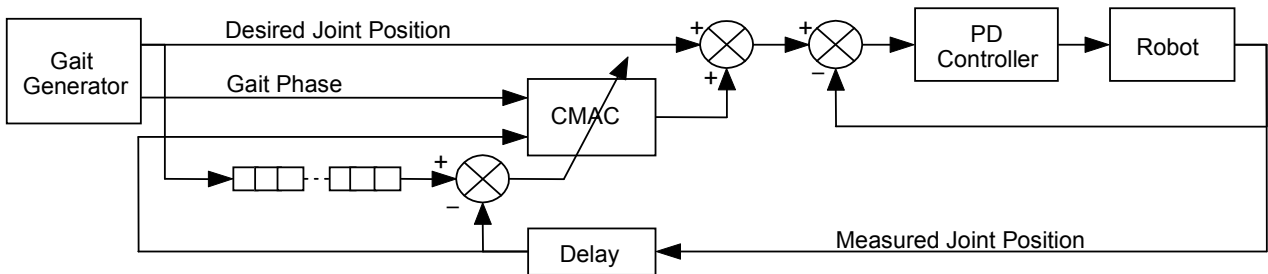 Gait
Generator
Desired Joint Position
Gait Phase
CMAC
+
+
+
−
PD
Controller
Robot
+
−
Delay
Measured Joint Position